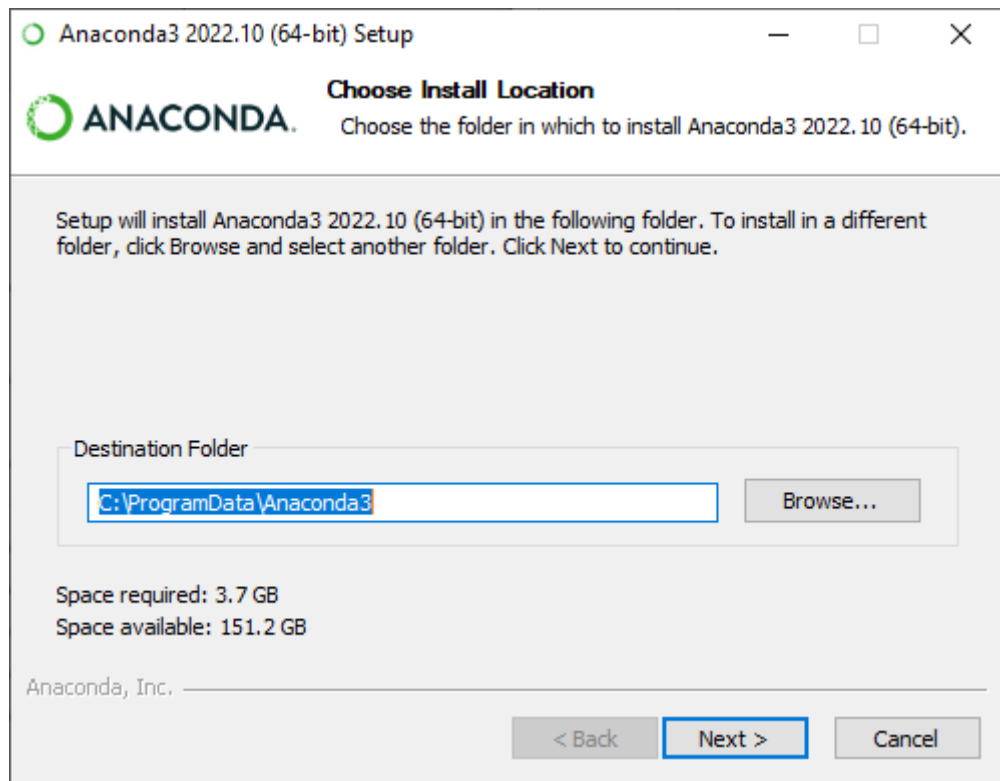 Anaconda3 2022.10 (64-bit) Setup
ANACONDA.
Choose Install Location
Choose the folder in which to install Anaconda3 2022.10 (64-bit).
Setup will install Anaconda3 2022.10 (64-bit) in the following folder. To install in a different
folder, click Browse and select another folder. Click Next to continue.
Destination Folder
C:\ProgramData\Anaconda3
Browse...
Space required: 3.7 GB
Space available: 151.2 GB
Anaconda, Inc.
< Back
Next >
Cancel